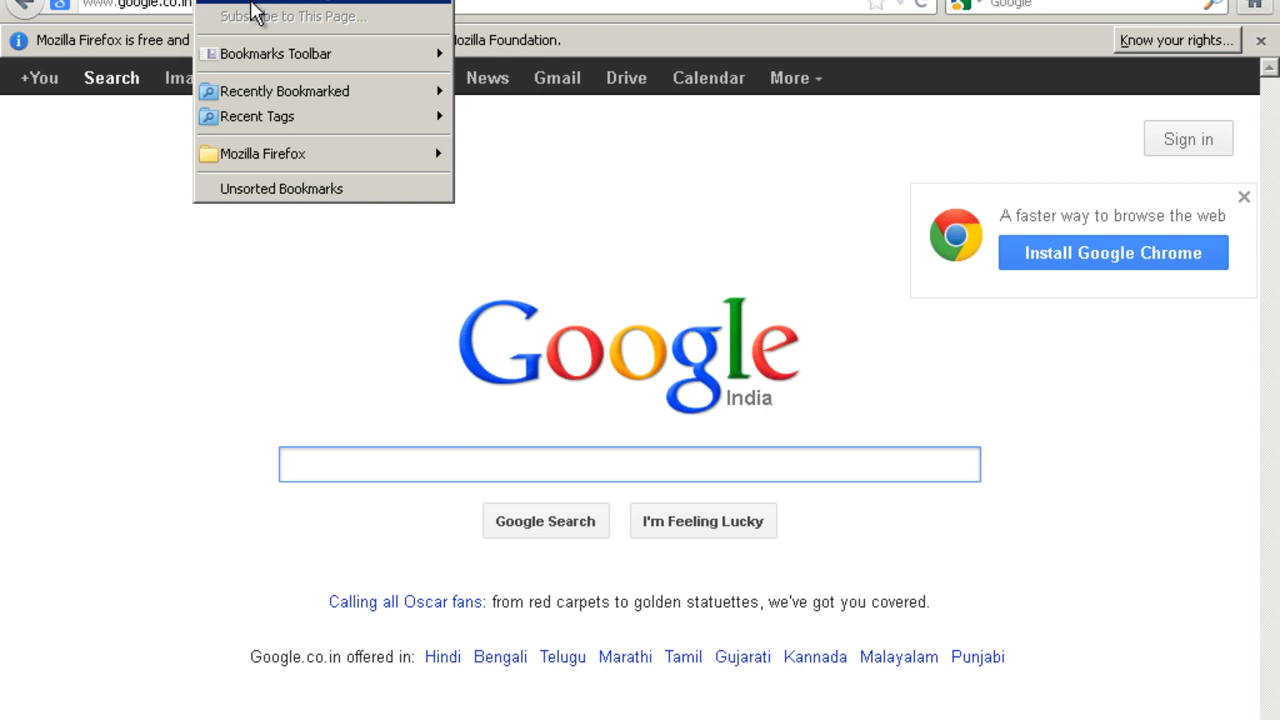 www.google.co.in
Google
Subscribe to This Page...
Mozilla Firefox is free and
ozilla Foundation.
Know your rights...
Bookmarks Toolbar
+You Search Ima News Gmail Drive Calendar More
Recently Bookmarked
Recent Tags
Sign in
Mozilla Firefox
Unsorted Bookmarks
A faster way to browse the web
Install Google Chrome
Google
India
Google Search I'm Feeling Lucky
Calling all Oscar fans: from red carpets to golden statuettes, we've got you covered.
Google.co.in offered in: Hindi Bengali Telugu Marathi Tamil Gujarati Kannada Malayalam Punjabi